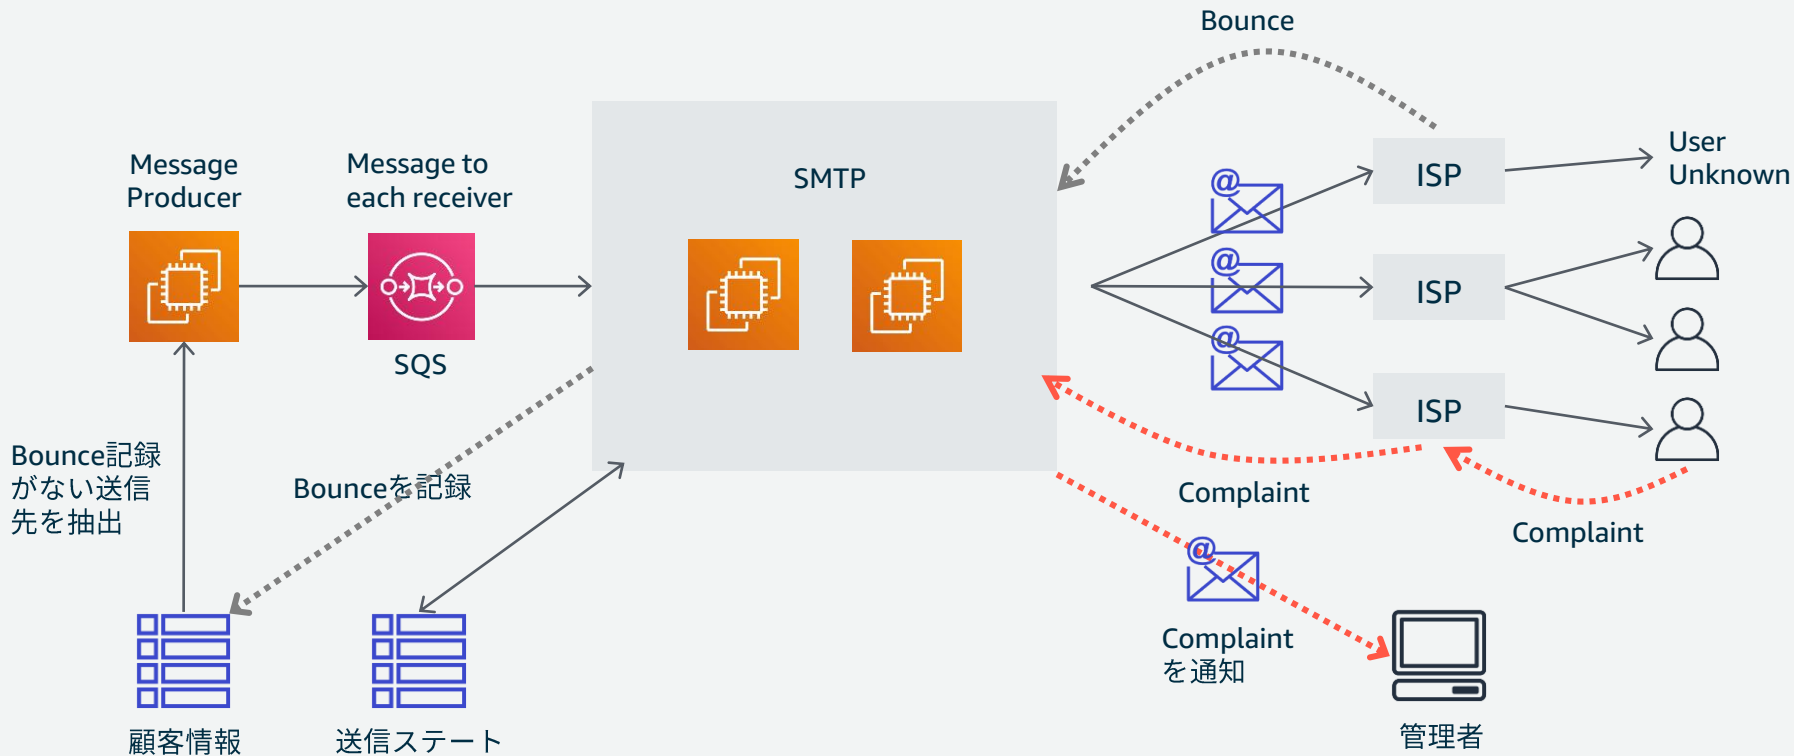 Bounce
Message
Producer
Message to
each receiver
SMTP
ISP
User
Unknown
ISP
SQS
ISP
Bounce記録
がない送信
先を抽出
Bounceを記録
Complaint
Complaint
Complaint
を通知
顧客情報
送信ステート
管理者